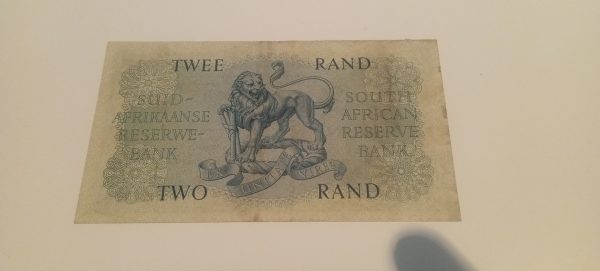 TWEE RAND
SUID-
AFRIKAANSE
RESERWE-
BANK
SOUTH
AFRICAN
RESERVE
BANK
TWO RAND